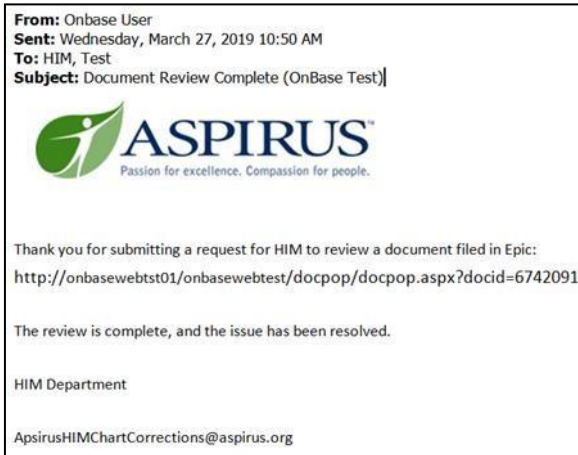 From: Onbase User
Sent: Wednesday, March 27, 2019 10:50 AM
To: HIM, Test
Subject: Document Review Complete (OnBase Test)
ASPIRUS™
Passion for excellence. Compassion for people.
Thank you for submitting a request for HIM to review a document filed in Epic:
http://onbasewebtst01/onbasewebtest/docpop/docpop.aspx?docid=6742091
The review is complete, and the issue has been resolved.
HIM Department
ApsirusHIMChartCorrections@aspirus.org